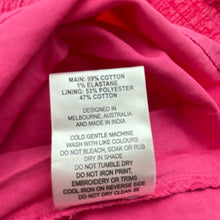 MAIN: 99% COTTON
1% ELASTANE
LINING: 53% POLYESTER
47% COTTON
DESIGNED IN
MELBOURNE, AUSTRALIA
AND MADE IN INDIA
COLD GENTLE MACHINE
WASH WITH LIKE COLOURS
DO NOT BLEACH, SOAK OR RUB
DRY IN SHADE
DO NOT TUMBLE DRY
DO NOT IRON PRINT,
EMBROIDERY OR TRIMS
COOL IRON ON REVERSE SIDE
DO NOT DRY CLEAN